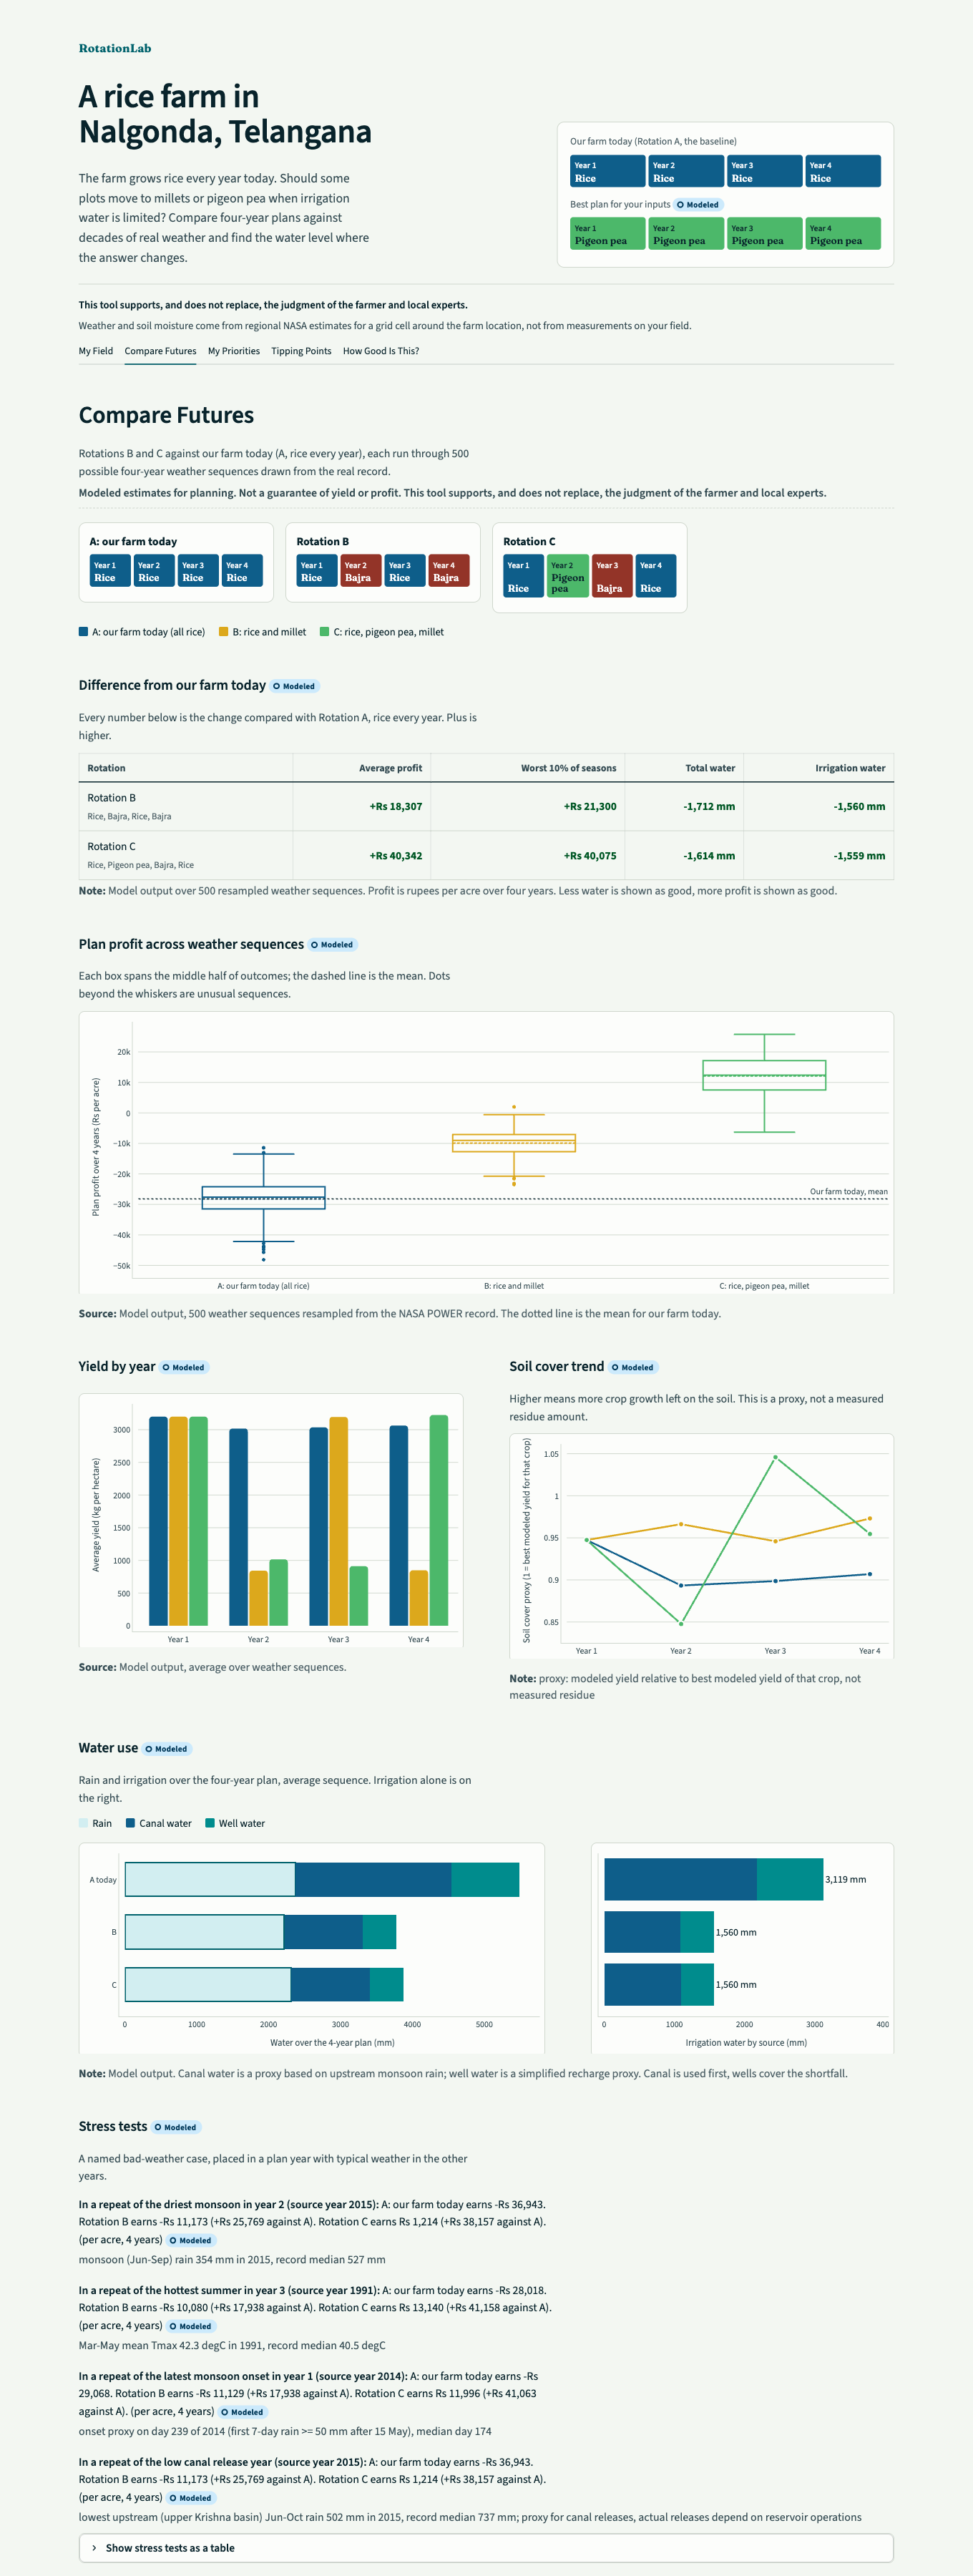 RotationLab
A rice farm in
Nalgonda, Telangana
The farm grows rice every year today. Should some
plots move to millets or pigeon pea when irrigation
water is limited? Compare four-year plans against
decades of real weather and find the water level where
the answer changes.
Our farm today (Rotation A, the baseline)
Year 1 Year 2 Year 3 Year 4
Rice Rice Rice Rice
Best plan for your inputs Modeled
Year 1 Year 2 Year 3 Year 4
Pigeon pea Pigeon pea Pigeon pea Pigeon pea
This tool supports, and does not replace, the judgment of the farmer and local experts.
Weather and soil moisture come from regional NASA estimates for a grid cell around the farm location, not from measurements on your field.
My Field Compare Futures My Priorities Tipping Points How Good Is This?
Compare Futures
Rotations B and C against our farm today (A, rice every year), each run through 500
possible four-year weather sequences drawn from the real record.
Modeled estimates for planning. Not a guarantee of yield or profit. This tool supports, and does not replace, the judgment of the farmer and local experts.
A: our farm today
Year 1 Year 2 Year 3 Year 4
Rice Rice Rice Rice
Rotation B
Year 1 Year 2 Year 3 Year 4
Rice Bajra Rice Bajra
Rotation C
Year 1 Year 2 Year 3 Year 4
Rice Pigeon pea Bajra Rice
A: our farm today (all rice) B: rice and millet C: rice, pigeon pea, millet
Difference from our farm today Modeled
Every number below is the change compared with Rotation A, rice every year. Plus is
higher.
Rotation Average profit Worst 10% of seasons Total water Irrigation water
Rotation B +Rs 18,307 +Rs 21,300 -1,712 mm -1,560 mm
Rice, Bajra, Rice, Bajra
Rotation C +Rs 40,342 +Rs 40,075 -1,614 mm -1,559 mm
Rice, Pigeon pea, Bajra, Rice
Note: Model output over 500 resampled weather sequences. Profit is rupees per acre over four years. Less water is shown as good, more profit is shown as good.
Plan profit across weather sequences Modeled
Each box spans the middle half of outcomes; the dashed line is the mean. Dots
beyond the whiskers are unusual sequences.
Plan profit over 4 years (Rs per acre)
20k
10k
0
−10k
−20k
−30k
−40k
−50k
Our farm today, mean
A: our farm today (all rice) B: rice and millet C: rice, pigeon pea, millet
Source: Model output, 500 weather sequences resampled from the NASA POWER record. The dotted line is the mean for our farm today.
Yield by year Modeled
Average yield (kg per hectare)
3000
2500
2000
1500
1000
500
0
Year 1 Year 2 Year 3 Year 4
Source: Model output, average over weather sequences.
Soil cover trend Modeled
Higher means more crop growth left on the soil. This is a proxy, not a measured
residue amount.
Soil cover proxy (1 = best modeled yield for that crop)
1.05
1
0.95
0.9
0.85
Year 1 Year 2 Year 3 Year 4
Note: proxy: modeled yield relative to best modeled yield of that crop, not
measured residue
Water use Modeled
Rain and irrigation over the four-year plan, average sequence. Irrigation alone is on
the right.
Rain Canal water Well water
A today
B
C
0 1000 2000 3000 4000 5000
Water over the 4-year plan (mm)
3,119 mm
1,560 mm
1,560 mm
0 1000 2000 3000 400
Irrigation water by source (mm)
Note: Model output. Canal water is a proxy based on upstream monsoon rain; well water is a simplified recharge proxy. Canal is used first, wells cover the shortfall.
Stress tests Modeled
A named bad-weather case, placed in a plan year with typical weather in the other
years.
In a repeat of the driest monsoon in year 2 (source year 2015): A: our farm today earns -Rs 36,943.
Rotation B earns -Rs 11,173 (+Rs 25,769 against A). Rotation C earns Rs 1,214 (+Rs 38,157 against A).
(per acre, 4 years) Modeled
monsoon (Jun-Sep) rain 354 mm in 2015, record median 527 mm
In a repeat of the hottest summer in year 3 (source year 1991): A: our farm today earns -Rs 28,018.
Rotation B earns -Rs 10,080 (+Rs 17,938 against A). Rotation C earns Rs 13,140 (+Rs 41,158 against A).
(per acre, 4 years) Modeled
Mar-May mean Tmax 42.3 degC in 1991, record median 40.5 degC
In a repeat of the latest monsoon onset in year 1 (source year 2014): A: our farm today earns -Rs
29,068. Rotation B earns -Rs 11,129 (+Rs 17,938 against A). Rotation C earns Rs 11,996 (+Rs 41,063
against A). (per acre, 4 years) Modeled
onset proxy on day 239 of 2014 (first 7-day rain >= 50 mm after 15 May), median day 174
In a repeat of the low canal release year (source year 2015): A: our farm today earns -Rs 36,943.
Rotation B earns -Rs 11,173 (+Rs 25,769 against A). Rotation C earns Rs 1,214 (+Rs 38,157 against A).
(per acre, 4 years) Modeled
lowest upstream (upper Krishna basin) Jun-Oct rain 502 mm in 2015, record median 737 mm; proxy for canal releases, actual releases depend on reservoir operations
Show stress tests as a table